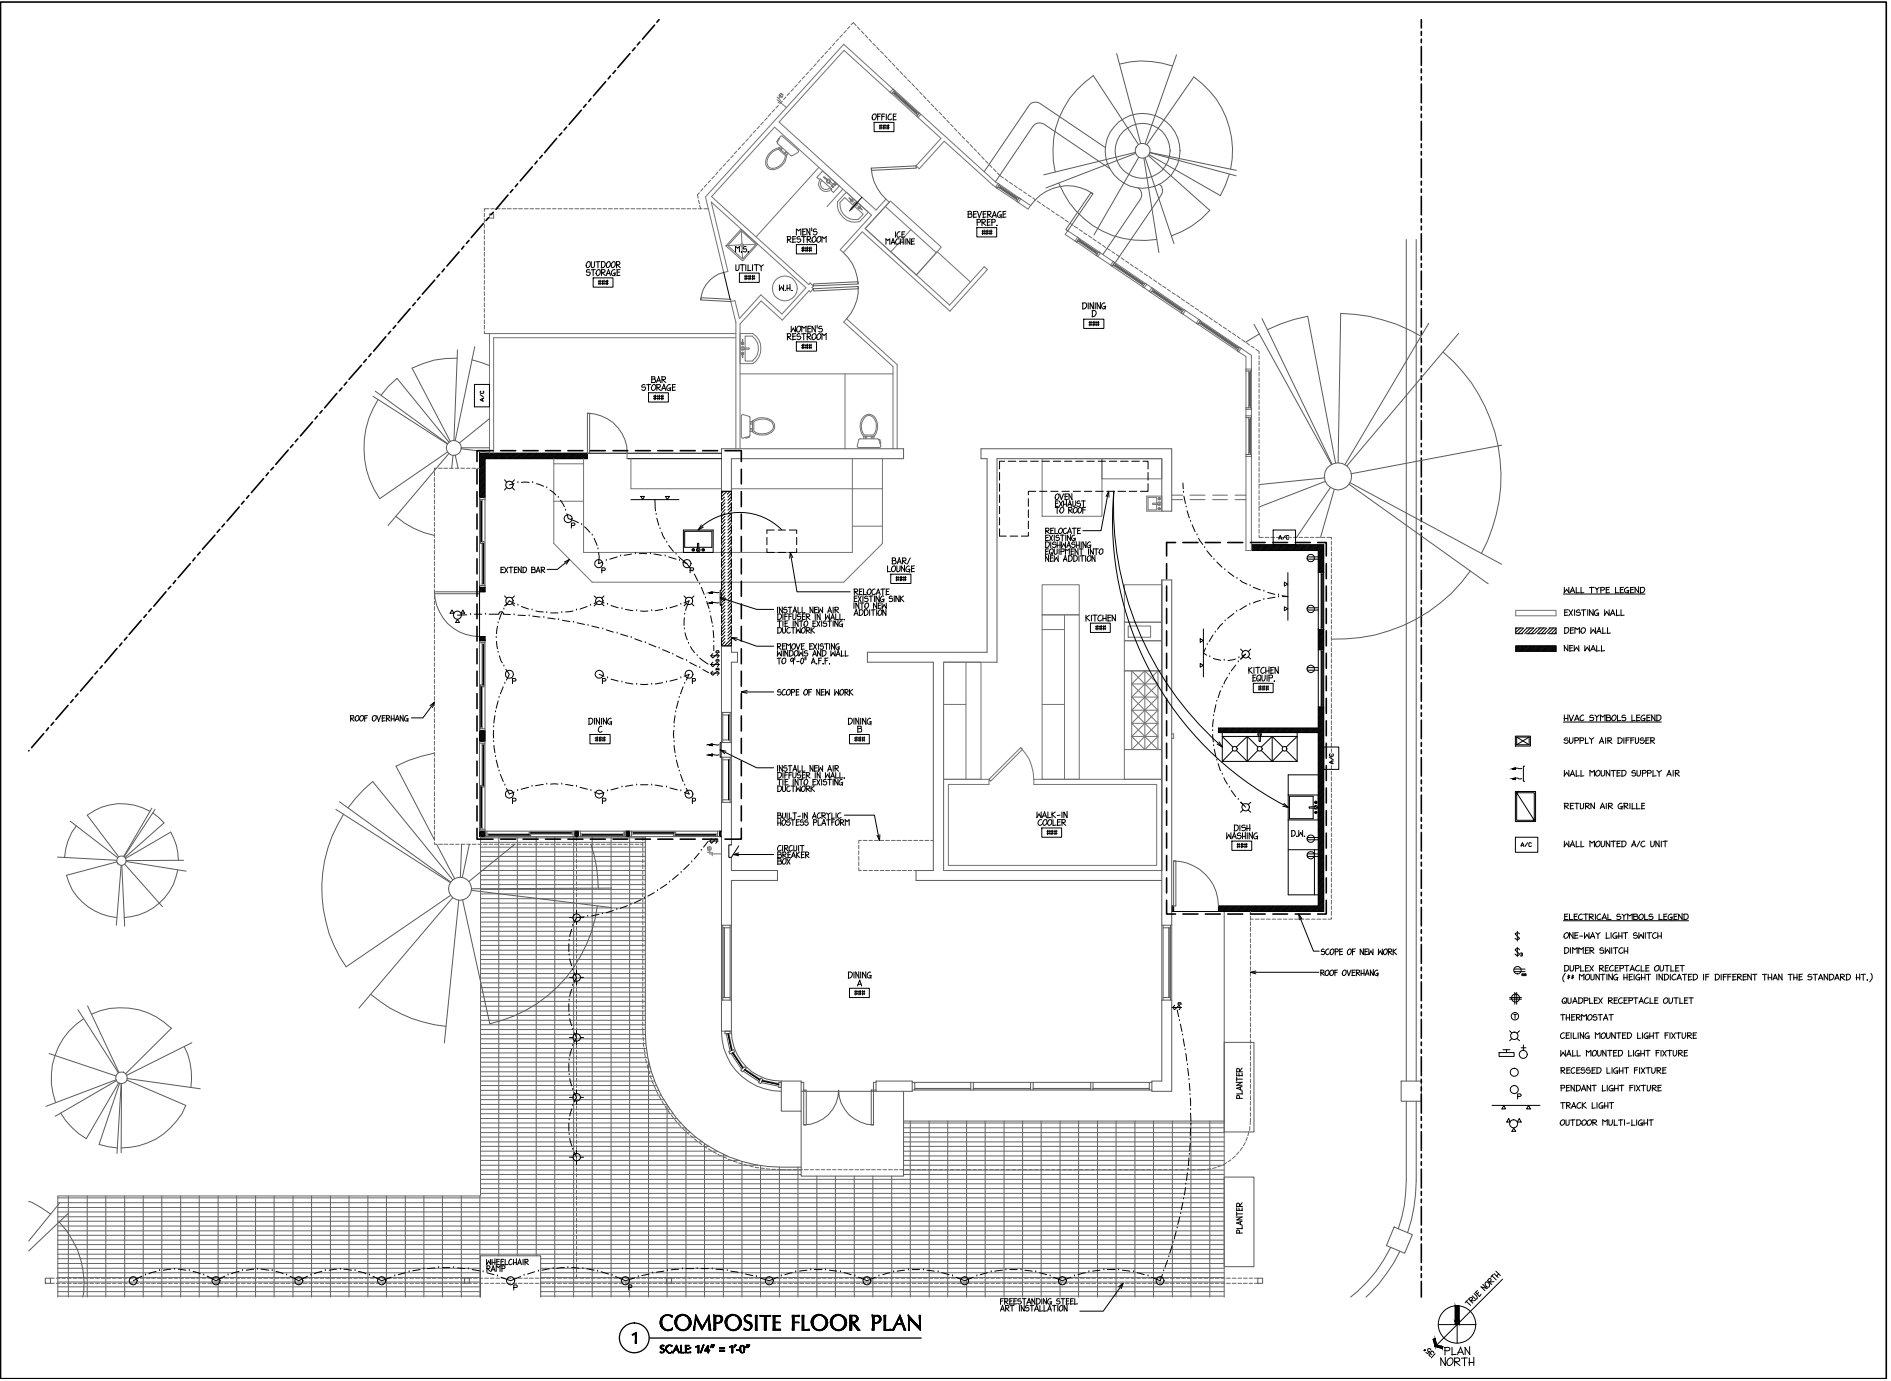 OFFICE
###
BEVERAGE
PREP.
###
ICE
MACHINE
MEN'S
RESTROOM
###
M.S.
UTILITY
###
W.H.
OUTDOOR
STORAGE
###
DINING
D
###
WOMEN'S
RESTROOM
###
BAR
STORAGE
###
A/C
OVEN
EXHAUST
TO ROOF
RELOCATE
EXISTING
DISHWASHING
EQUIPMENT INTO
NEW ADDITION
A/C
EXTEND BAR
BAR/
LOUNGE
###
RELOCATE
EXISTING SINK
INTO NEW
ADDITION
INSTALL NEW AIR
DIFFUSER IN WALL.
TIE INTO EXISTING
DUCTWORK
REMOVE EXISTING
WINDOWS AND WALL
TO 9'-0" A.F.F.
KITCHEN
###
KITCHEN
EQUIP.
###
SCOPE OF NEW WORK
ROOF OVERHANG
DINING
C
###
DINING
B
###
INSTALL NEW AIR
DIFFUSER IN WALL.
TIE INTO EXISTING
DUCTWORK
A/C
BUILT-IN ACRYLIC
HOSTESS PLATFORM
WALK-IN
COOLER
###
DISH
WASHING
###
D.W.
CIRCUIT
BREAKER
BOX
SCOPE OF NEW WORK
ROOF OVERHANG
DINING
A
###
PLANTER
PLANTER
WHEELCHAIR
RAMP
FREESTANDING STEEL
ART INSTALLATION
P
P
P
P
P
P
P
P
P
P
P
P
WALL TYPE LEGEND
EXISTING WALL
DEMO WALL
NEW WALL
HVAC SYMBOLS LEGEND
SUPPLY AIR DIFFUSER
WALL MOUNTED SUPPLY AIR
RETURN AIR GRILLE
A/C WALL MOUNTED A/C UNIT
ELECTRICAL SYMBOLS LEGEND
$ ONE-WAY LIGHT SWITCH
DIMMER SWITCH
DUPLEX RECEPTACLE OUTLET
(## MOUNTING HEIGHT INDICATED IF DIFFERENT THAN THE STANDARD HT.)
QUADPLEX RECEPTACLE OUTLET
T THERMOSTAT
CEILING MOUNTED LIGHT FIXTURE
WALL MOUNTED LIGHT FIXTURE
RECESSED LIGHT FIXTURE
P PENDANT LIGHT FIXTURE
TRACK LIGHT
OUTDOOR MULTI-LIGHT
1 COMPOSITE FLOOR PLAN
SCALE: 1/4" = 1'-0"
TRUE NORTH
PLAN
NORTH